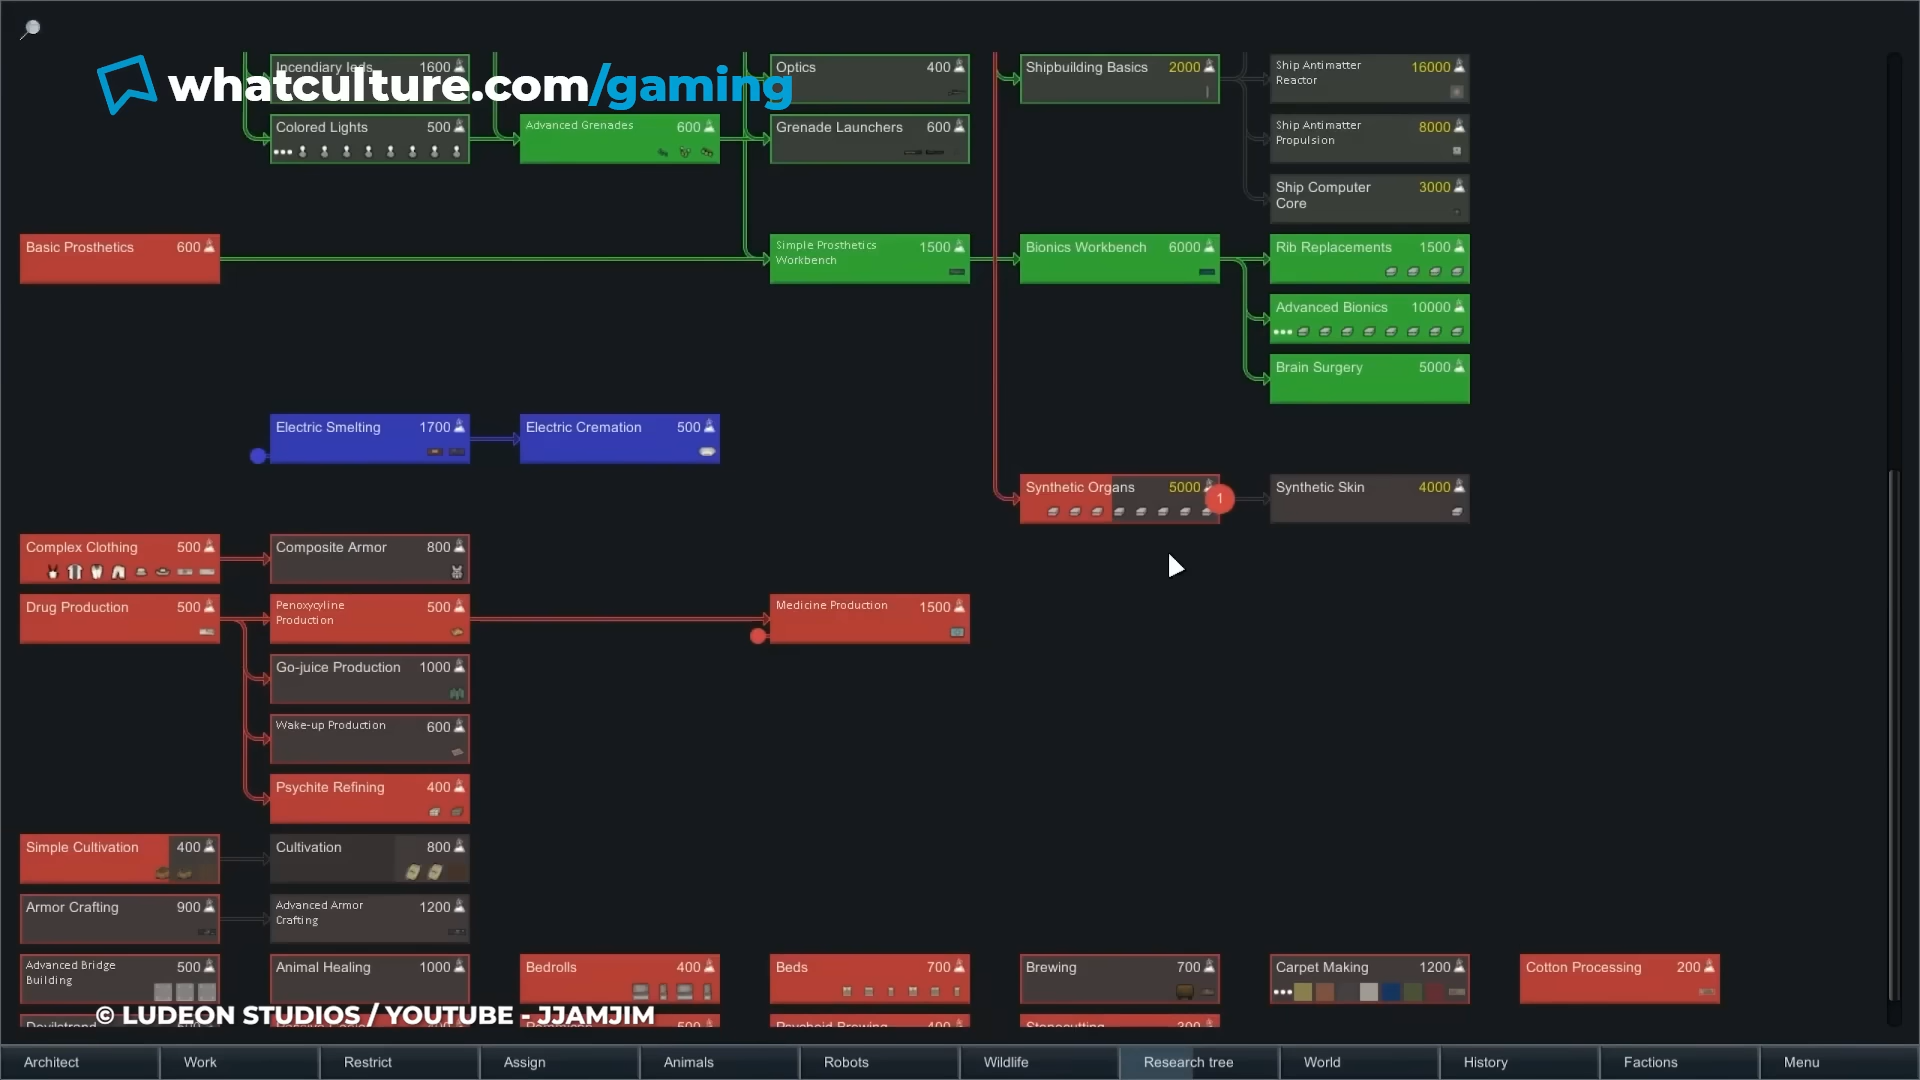 Incendiary Ieds 1600
Optics 400
Shipbuilding Basics 2000
Ship Antimatter
Reactor
16000
whatculture.com/gaming
Colored Lights 500
Advanced Grenades 600
Grenade Launchers 600
Ship Antimatter
Propulsion
8000
Ship Computer
Core
3000
Basic Prosthetics 600
Simple Prosthetics
Workbench
1500
Bionics Workbench 6000
Rib Replacements 1500
Advanced Bionics 10000
Brain Surgery 5000
Electric Smelting 1700
Electric Cremation 500
Synthetic Organs 5000
1
Synthetic Skin 4000
Complex Clothing 500
Composite Armor 800
Drug Production 500
Penoxycyline
Production
500
Medicine Production 1500
Go-juice Production 1000
Wake-up Production 600
Psychite Refining 400
Simple Cultivation 400
Cultivation 800
Armor Crafting 900
Advanced Armor
Crafting
1200
Advanced Bridge
Building
500
Animal Healing 1000
Bedrolls 400
Beds 700
Brewing 700
Carpet Making 1200
Cotton Processing 200
© LUDEON STUDIOS / YOUTUBE - JJAMJIM
Psychoid Brewing 400
Stonecutting 300
Architect
Work
Restrict
Assign
Animals
Robots
Wildlife
Research tree
World
History
Factions
Menu